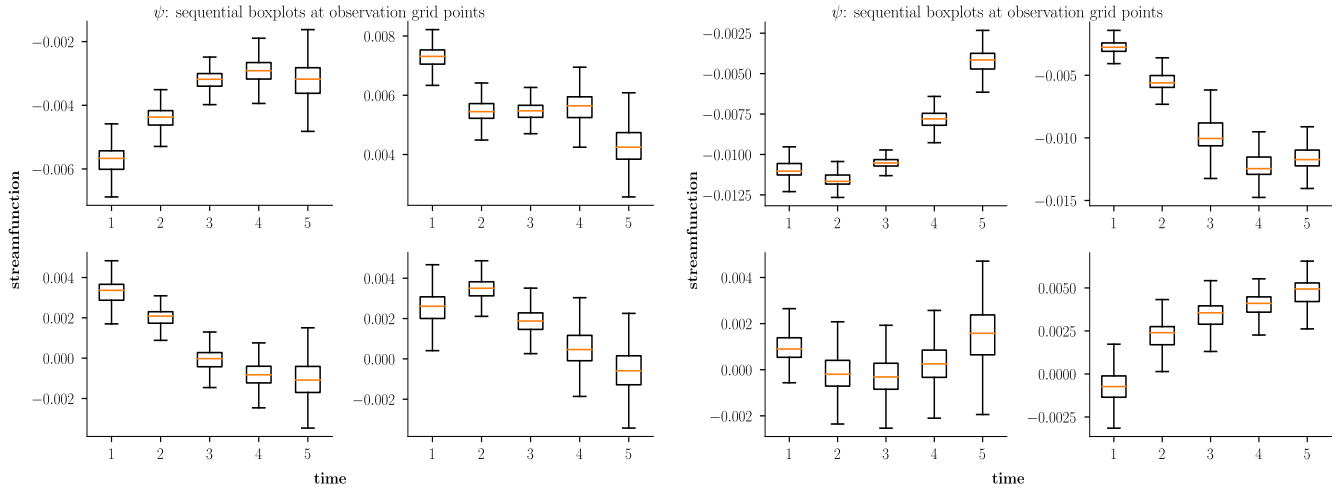 ψ: sequential boxplots at observation grid points
−0.002
−0.004
−0.006
1 2 3 4 5
0.008
0.006
0.004
1 2 3 4 5
streamfunction
0.004
0.002
0.000
−0.002
1 2 3 4 5
0.004
0.002
0.000
−0.002
1 2 3 4 5
time
ψ: sequential boxplots at observation grid points
−0.0025
−0.0050
−0.0075
−0.0100
−0.0125
1 2 3 4 5
−0.005
−0.010
−0.015
1 2 3 4 5
streamfunction
0.004
0.002
0.000
−0.002
1 2 3 4 5
0.0050
0.0025
0.0000
−0.0025
1 2 3 4 5
time